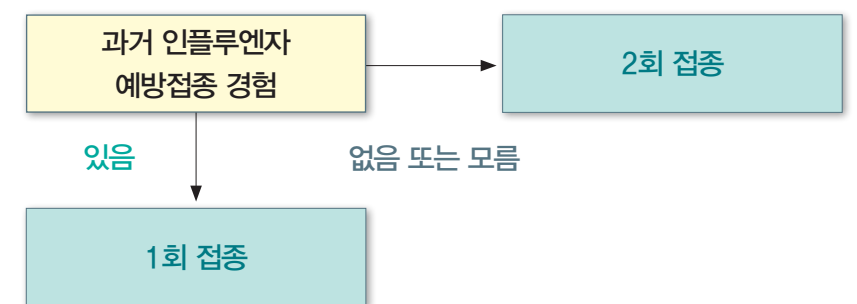 과거 인플루엔자
예방접종 경험
2회 접종
있음
없음 또는 모름
1회 접종